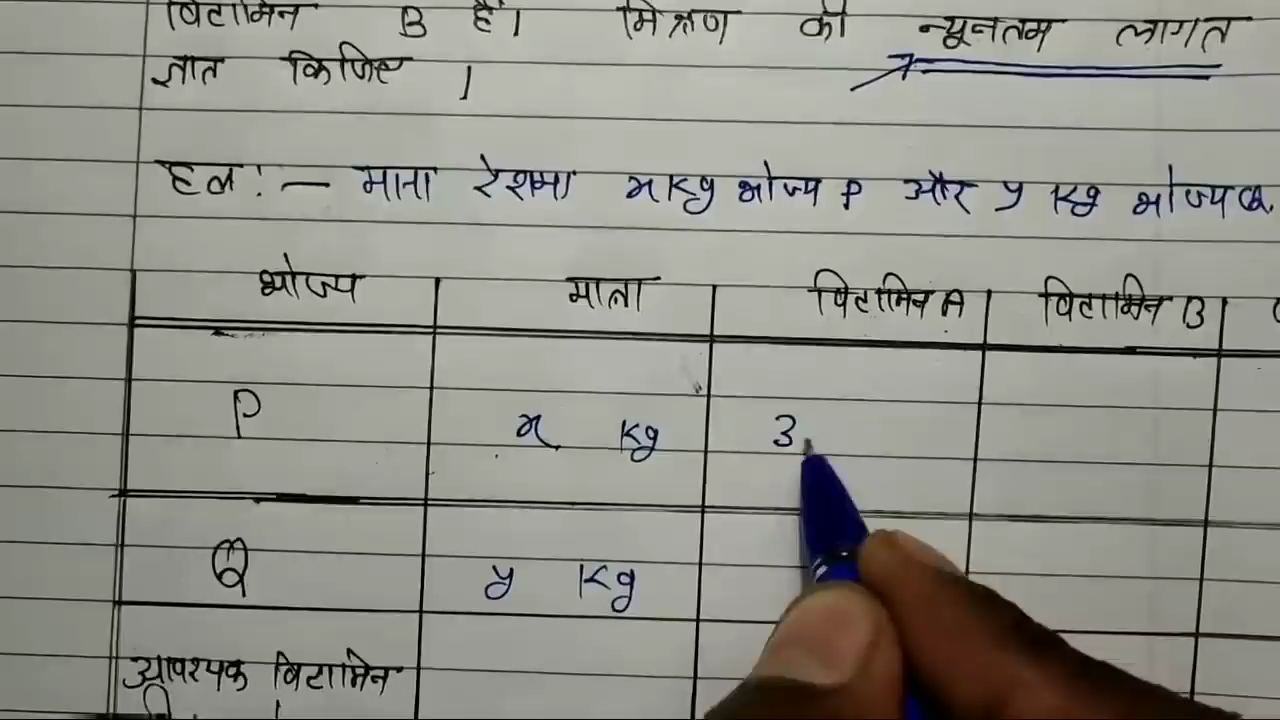 विटामिन B है। मिश्रण की न्यूनतम लागत
ज्ञात किजिए ।
हल :- माना रेशमा x Kg भोज्य P और y Kg भोज्य Q.
भोज्य मात्रा विटामिन A विटामिन B
P x Kg 3
Q y Kg
आवश्यक विटामिन